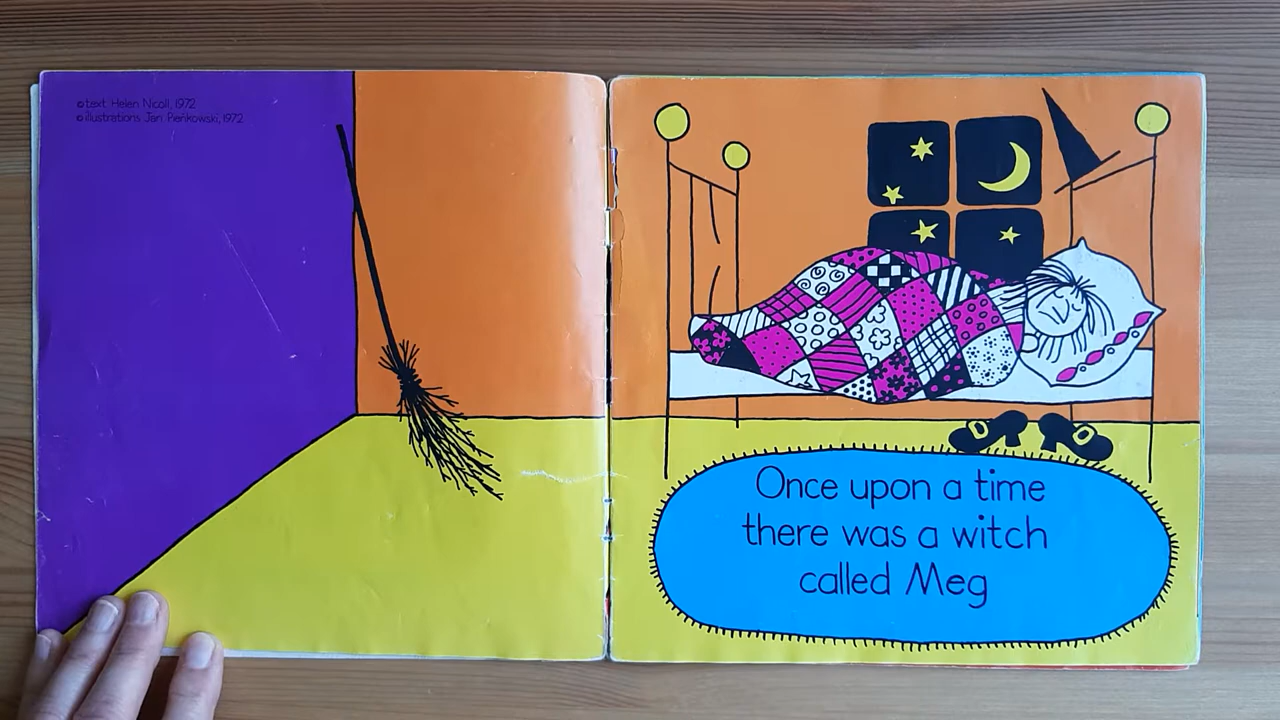 © text Helen Nicoll, 1972
© illustrations Jan Pieńkowski, 1972
Once upon a time
there was a witch
called Meg